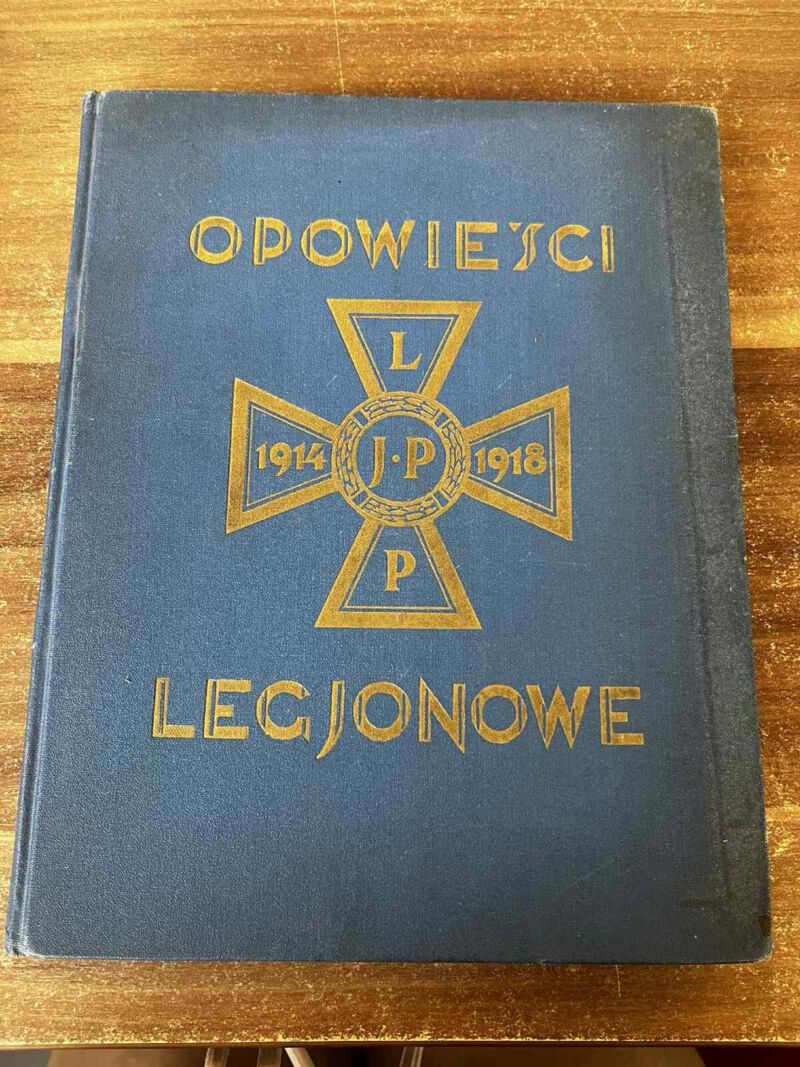 OPOWIEŚCI
L
1914 J·P 1918
P
LEGJONOWE